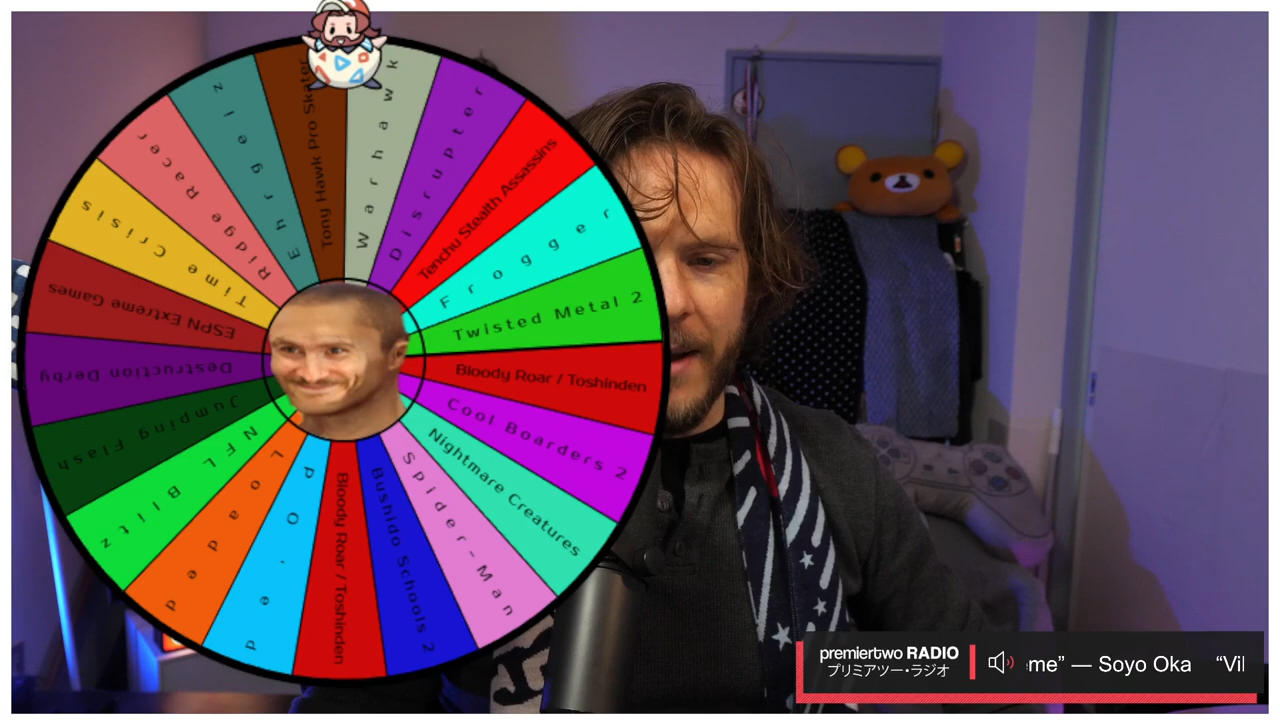 Warhawk
Disrupter
Tenchu Stealth Assassins
Frogger
Twisted Metal 2
Bloody Roar / Toshinden
Cool Boarders 2
Nightmare Creatures
Spider-Man
Bushido Schools 2
Bloody Roar / Toshinden
Loaded
NFL Blitz
Jumping Flash
Destruction Derby
ESPN Extreme Games
Time Crisis
Ridge Racer
Ehrgeiz
Tony Hawk Pro Skater
premiertwo RADIO
プリミアツー・ラジオ
me” — Soyo Oka “Vil